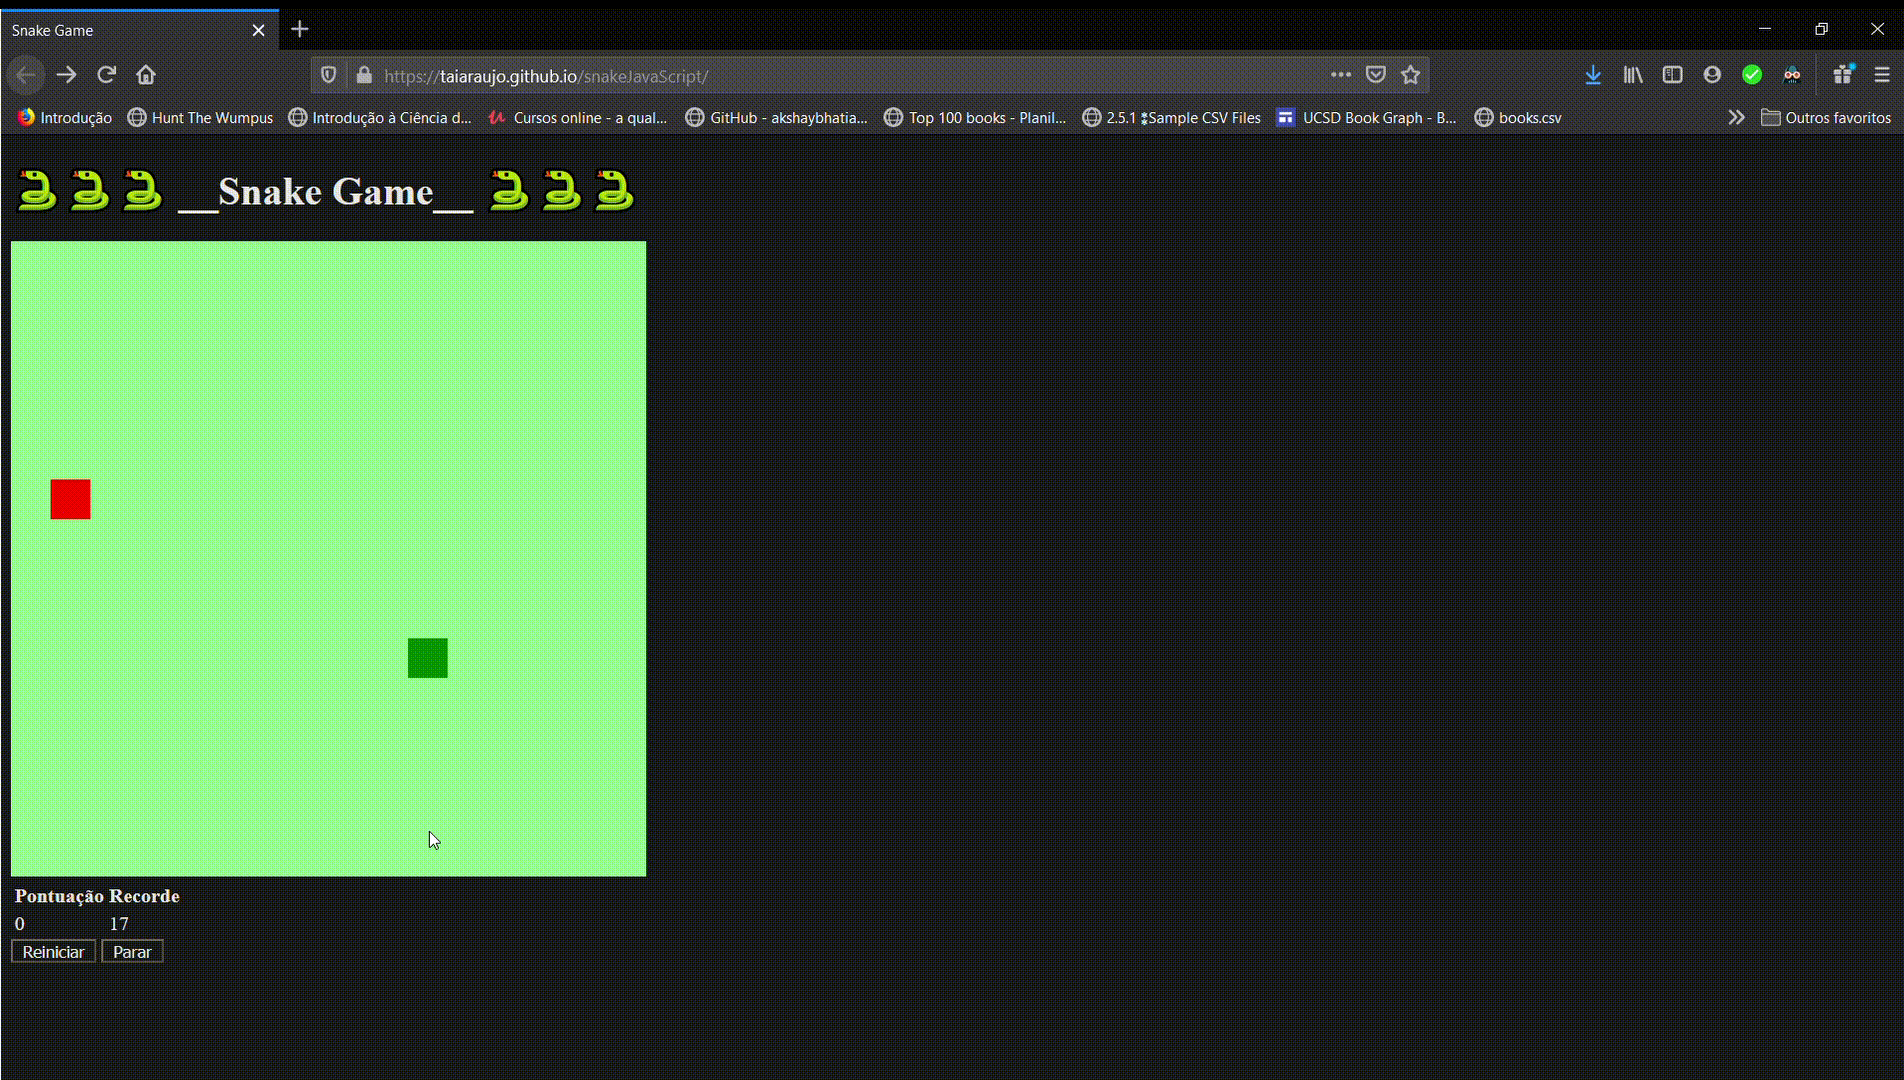 Snake Game
https://taiaraujo.github.io/snakeJavaScript/
Introdução Hunt The Wumpus Introdução à Ciência d... Cursos online - a qual... GitHub - akshaybhatia... Top 100 books - Planil... 2.5.1 Sample CSV Files UCSD Book Graph - B... books.csv Outros favoritos
__Snake Game__
Pontuação Recorde
0 17
Reiniciar Parar